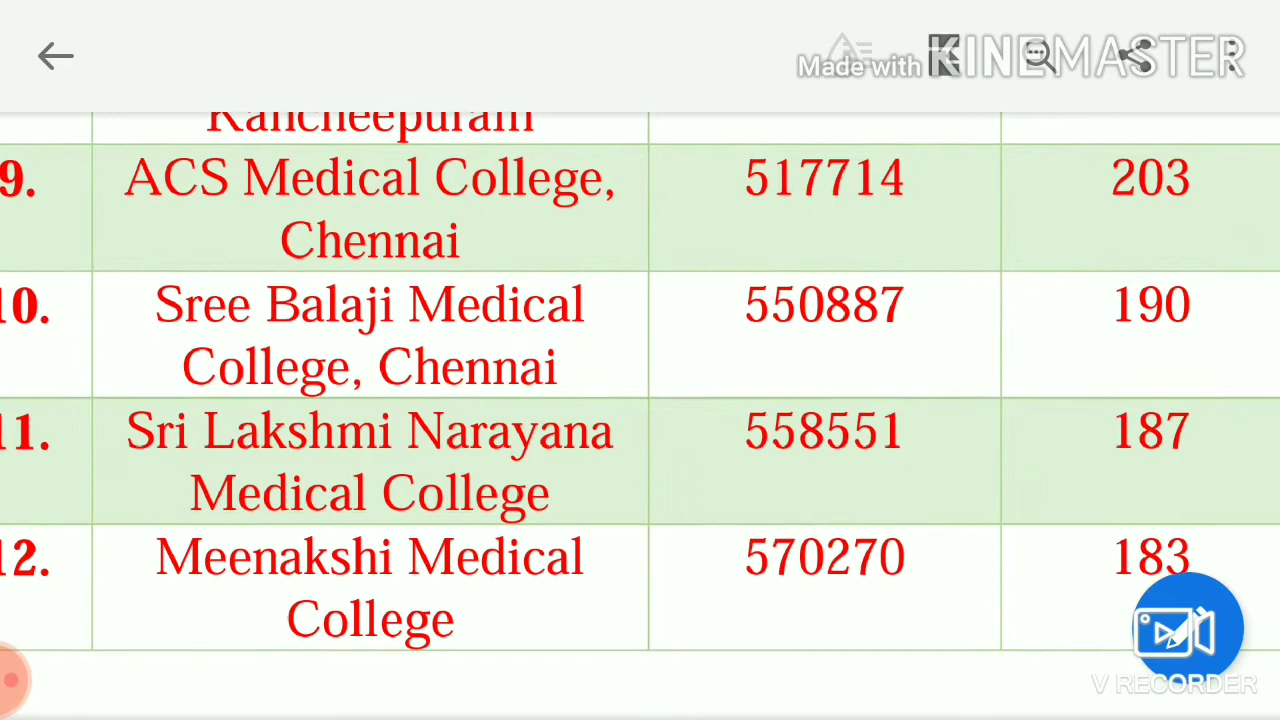 Made with KINEMASTER
Kancheepuram
9. ACS Medical College, 517714 203
Chennai
10. Sree Balaji Medical 550887 190
College, Chennai
11. Sri Lakshmi Narayana 558551 187
Medical College
12. Meenakshi Medical 570270 183
College
V RECORDER